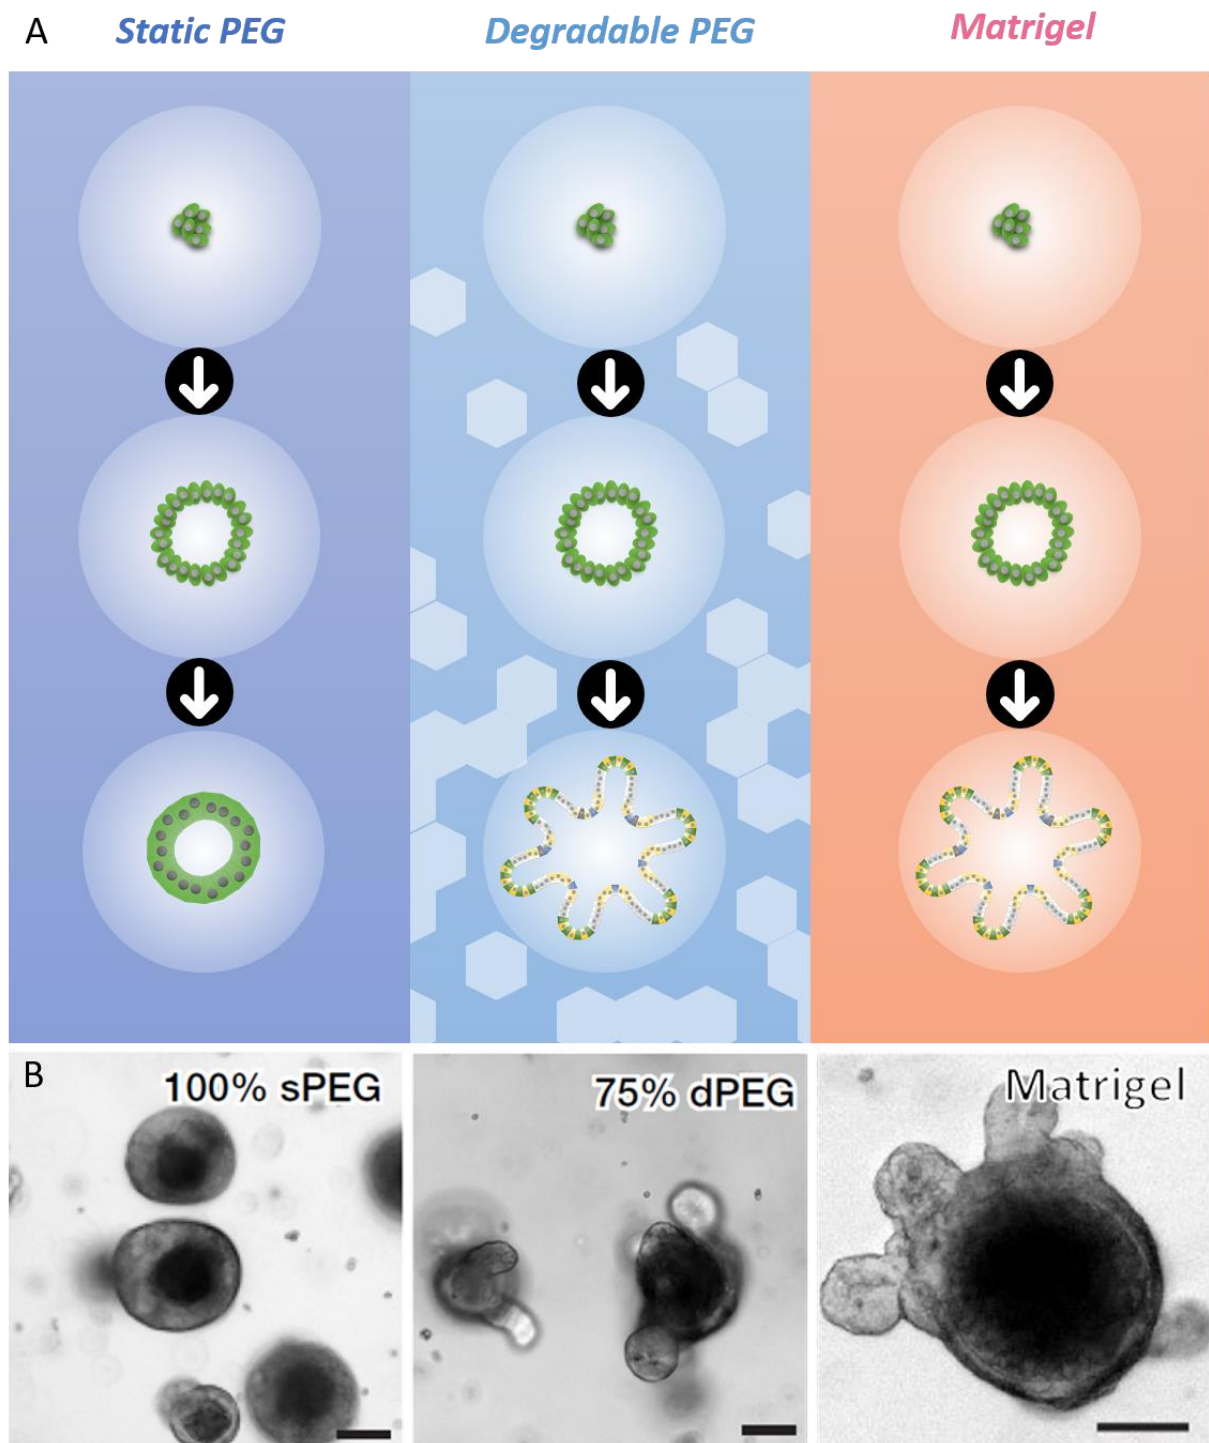 A
Static PEG
Degradable PEG
Matrigel
B
100% sPEG
75% dPEG
Matrigel